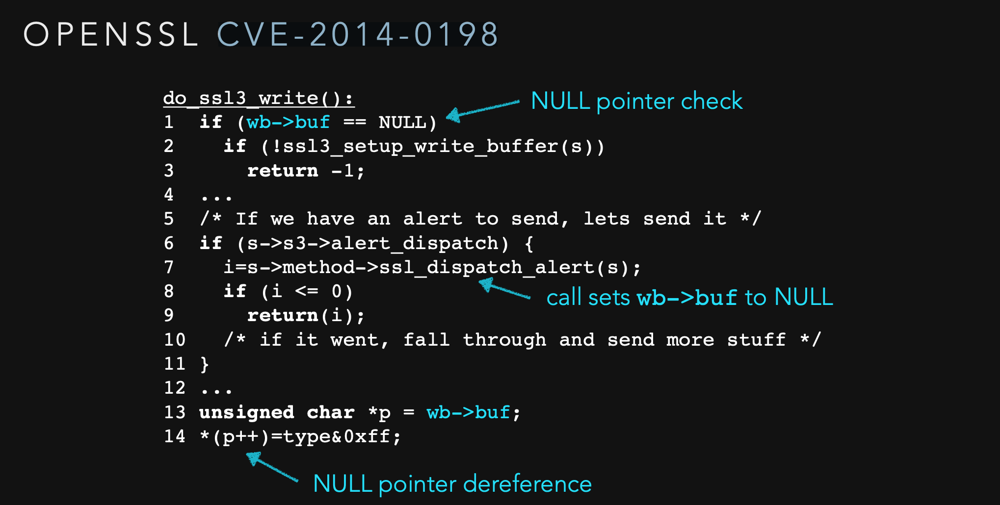 OPENSSL CVE-2014-0198
do_ssl3_write():
NULL pointer check
1 if (wb->buf == NULL)
2 if (!ssl3_setup_write_buffer(s))
3 return -1;
4 ...
5 /* If we have an alert to send, lets send it */
6 if (s->s3->alert_dispatch) {
7 i=s->method->ssl_dispatch_alert(s);
8 if (i <= 0)
call sets wb->buf to NULL
9 return(i);
10 /* if it went, fall through and send more stuff */
11 }
12 ...
13 unsigned char *p = wb->buf;
14 *(p++)=type&0xff;
NULL pointer dereference